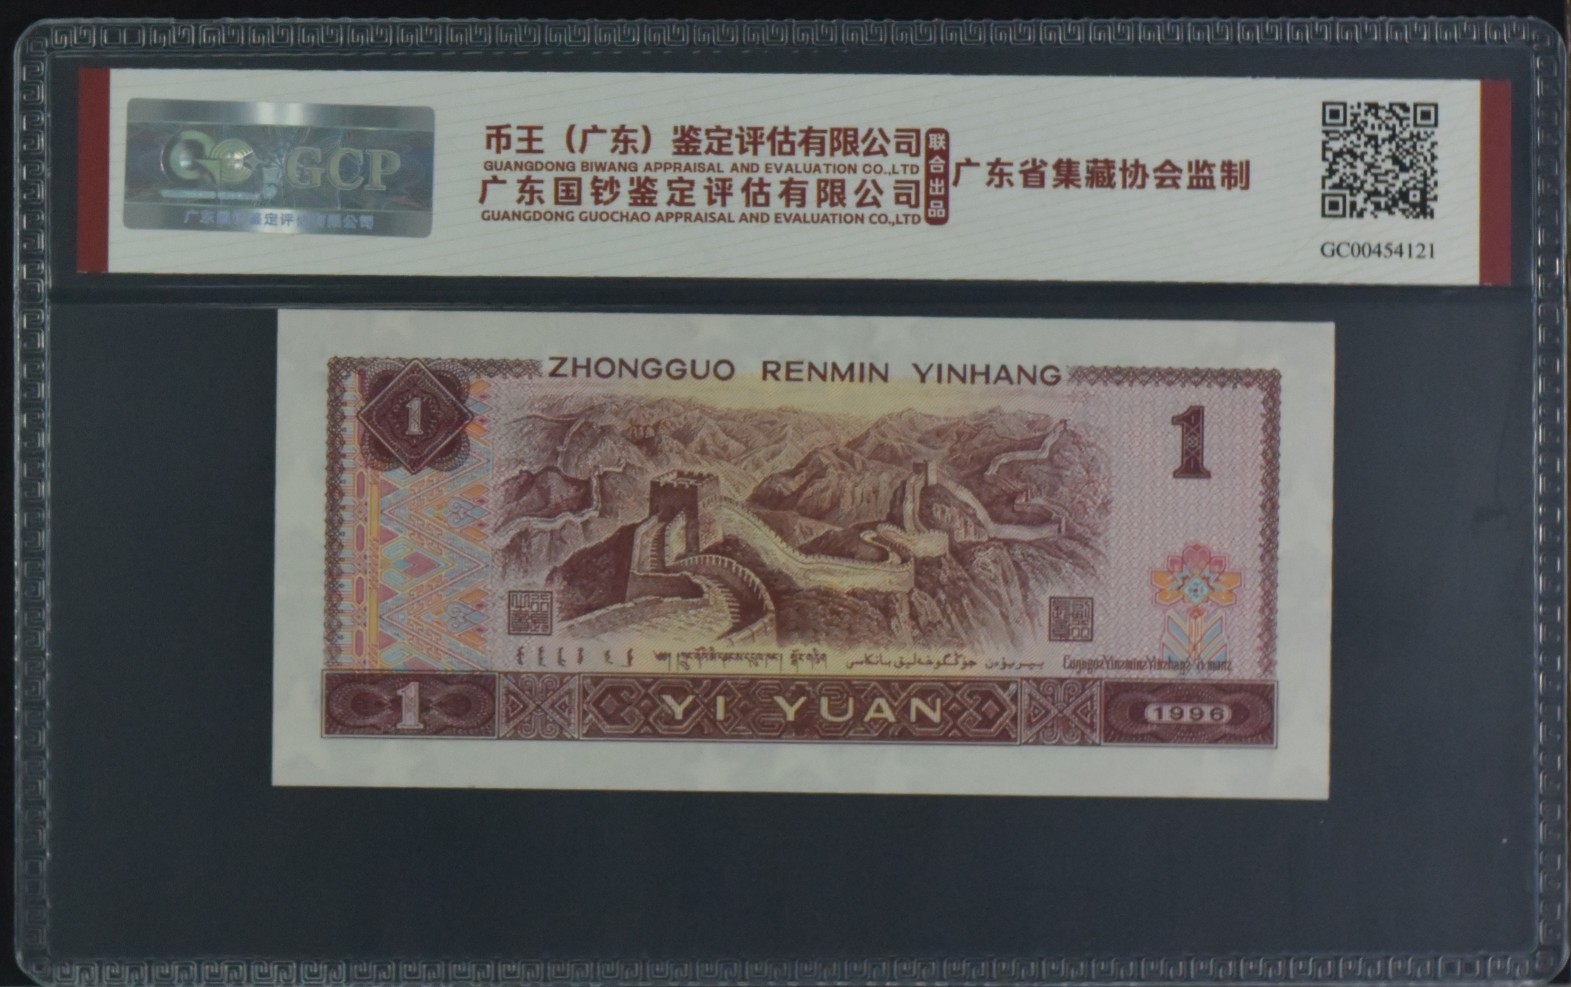 GCP
币王（广东）鉴定评估有限公司
GUANGDONG BIWANG APPRAISAL AND EVALUATION CO.,LTD
广东国钞鉴定评估有限公司
GUANGDONG GUOCHAO APPRAISAL AND EVALUATION CO.,LTD
联合出品
广东省集藏协会监制
GC00454121
ZHONGGUO RENMIN YINHANG
1
1
1
YI YUAN
1996